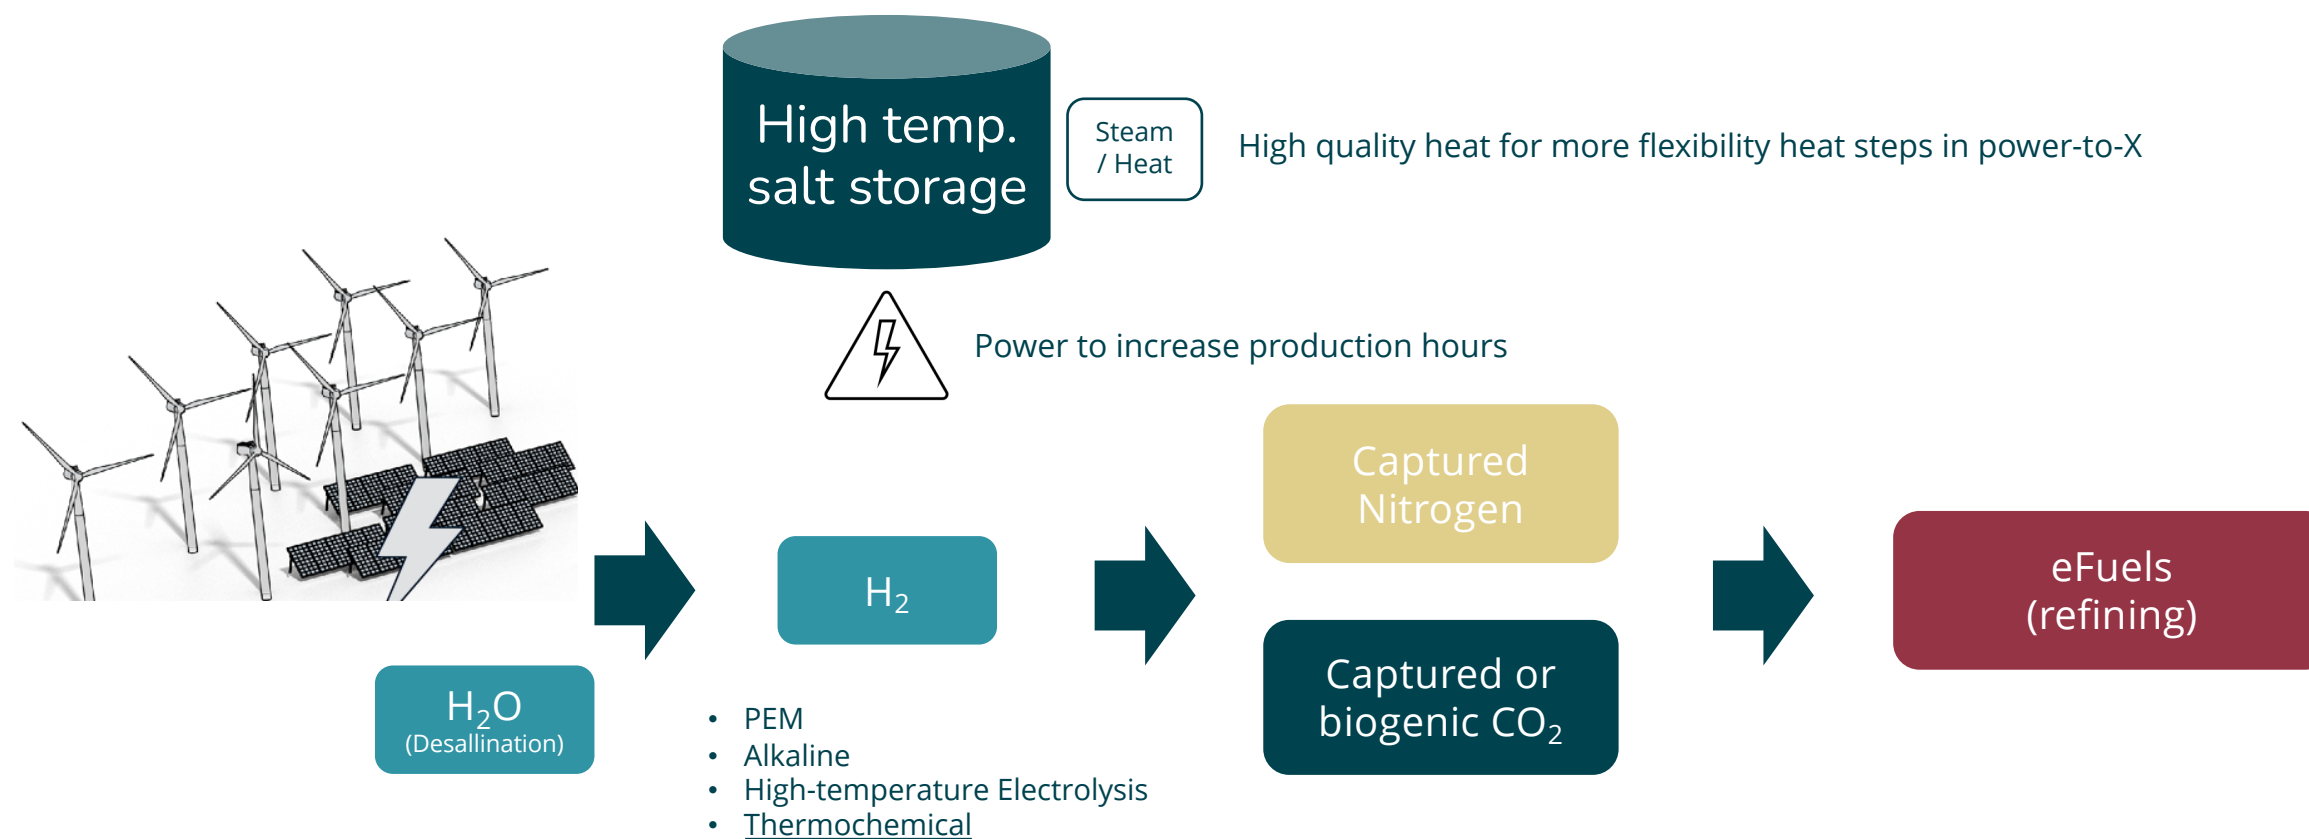 High temp.
salt storage
Steam
/ Heat
High quality heat for more flexibility heat steps in power-to-X
Power to increase production hours
Captured
Nitrogen
H₂
eFuels
(refining)
Captured or
biogenic CO₂
H₂O
(Desallination)
• PEM
• Alkaline
• High-temperature Electrolysis
• Thermochemical